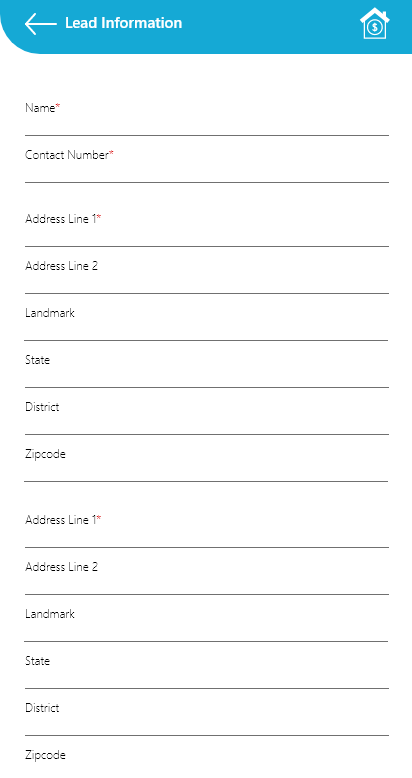 Lead Information
$
Name*
Contact Number*
Address Line 1*
Address Line 2
Landmark
State
District
Zipcode
Address Line 1*
Address Line 2
Landmark
State
District
Zipcode